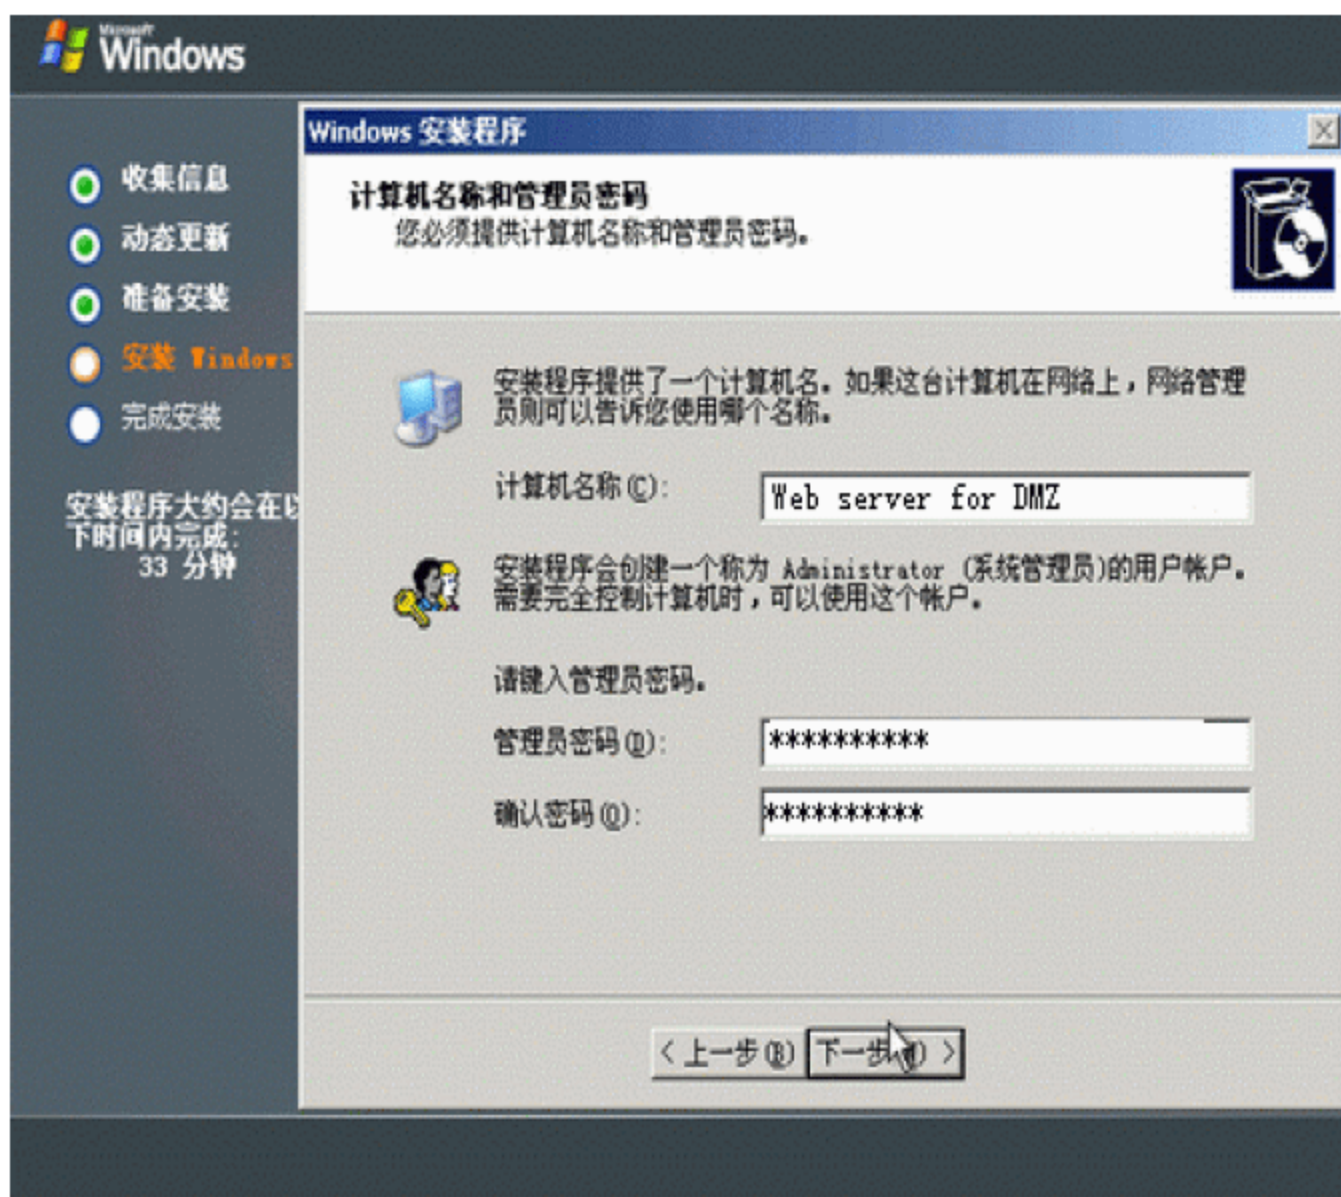 Microsoft
Windows
Windows 安装程序
收集信息
动态更新
准备安装
安装 Windows
完成安装
安装程序大约会在以
下时间内完成:
33 分钟
计算机名称和管理员密码
您必须提供计算机名称和管理员密码。
安装程序提供了一个计算机名。如果这台计算机在网络上，网络管理
员则可以告诉您使用哪个名称。
计算机名称(C):
Web server for DMZ
安装程序会创建一个称为 Administrator (系统管理员)的用户帐户。
需要完全控制计算机时，可以使用这个帐户。
请键入管理员密码。
管理员密码(D):
**********
确认密码(O):
**********
< 上一步(B)
下一步(N) >